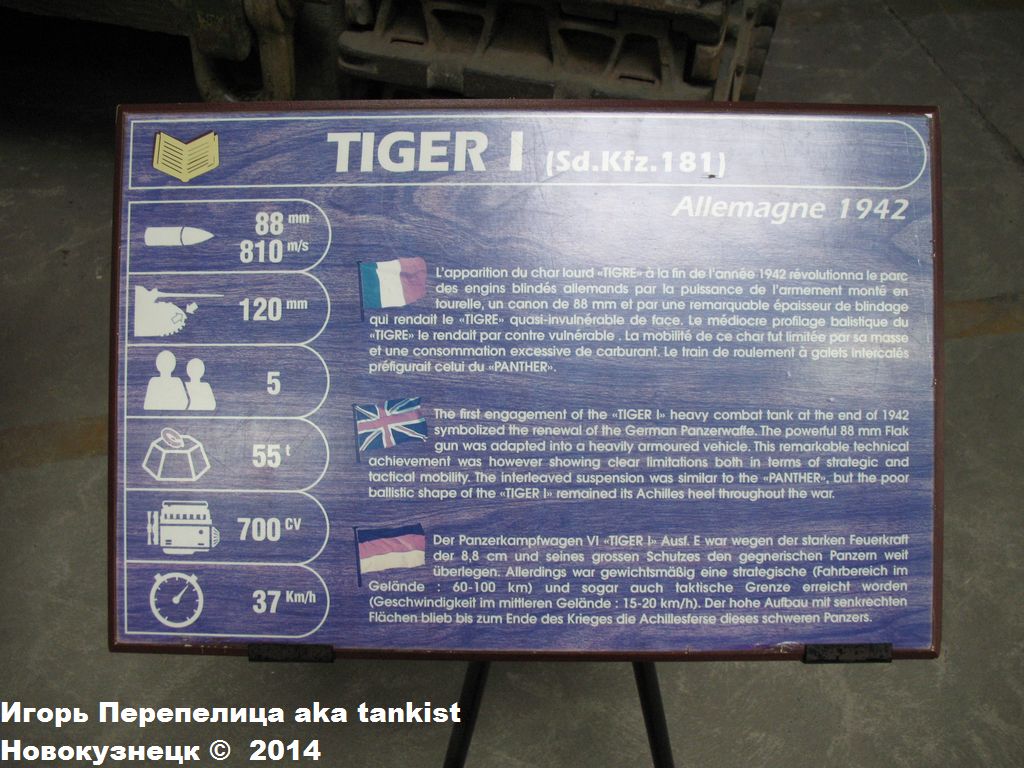 TIGER I (Sd.Kfz.181)
Allemagne 1942
88 mm
810 m/s
120 mm
5
55 t
700 CV
37 Km/h
L'apparition du char lourd «TIGRE» à la fin de l'année 1942 révolutionna le parc
des engins blindés allemands par la puissance de l'armement monté en
tourelle, un canon de 88 mm et par une remarquable épaisseur de blindage
qui rendait le «TIGRE» quasi-invulnérable de face. Le médiocre profilage balistique du
«TIGRE» le rendait par contre vulnérable . La mobilité de ce char fut limitée par sa masse
et une consommation excessive de carburant. Le train de roulement à galets intercalés
préfigurait celui du «PANTHER».
The first engagement of the «TIGER I» heavy combat tank at the end of 1942
symbolized the renewal of the German Panzerwaffe. The powerful 88 mm Flak
gun was adapted into a heavily armoured vehicle. This remarkable technical
achievement was however showing clear limitations both in terms of strategic and
tactical mobility. The interleaved suspension was similar to the «PANTHER», but the poor
ballistic shape of the «TIGER I» remained its Achilles heel throughout the war.
Der Panzerkampfwagen VI «TIGER I» Ausf. E war wegen der starken Feuerkraft
der 8,8 cm und seines grossen Schutzes den gegnerischen Panzern weit
überlegen. Allerdings war gewichtsmäßig eine strategische (Fahrbereich im
Gelände : 60-100 km) und sogar auch taktische Grenze erreicht worden
(Geschwindigkeit im mittleren Gelände : 15-20 km/h). Der hohe Aufbau mit senkrechten
Flächen blieb bis zum Ende des Krieges die Achillesferse dieses schweren Panzers.
Игорь Перепелица aka tankist
Новокузнецк © 2014